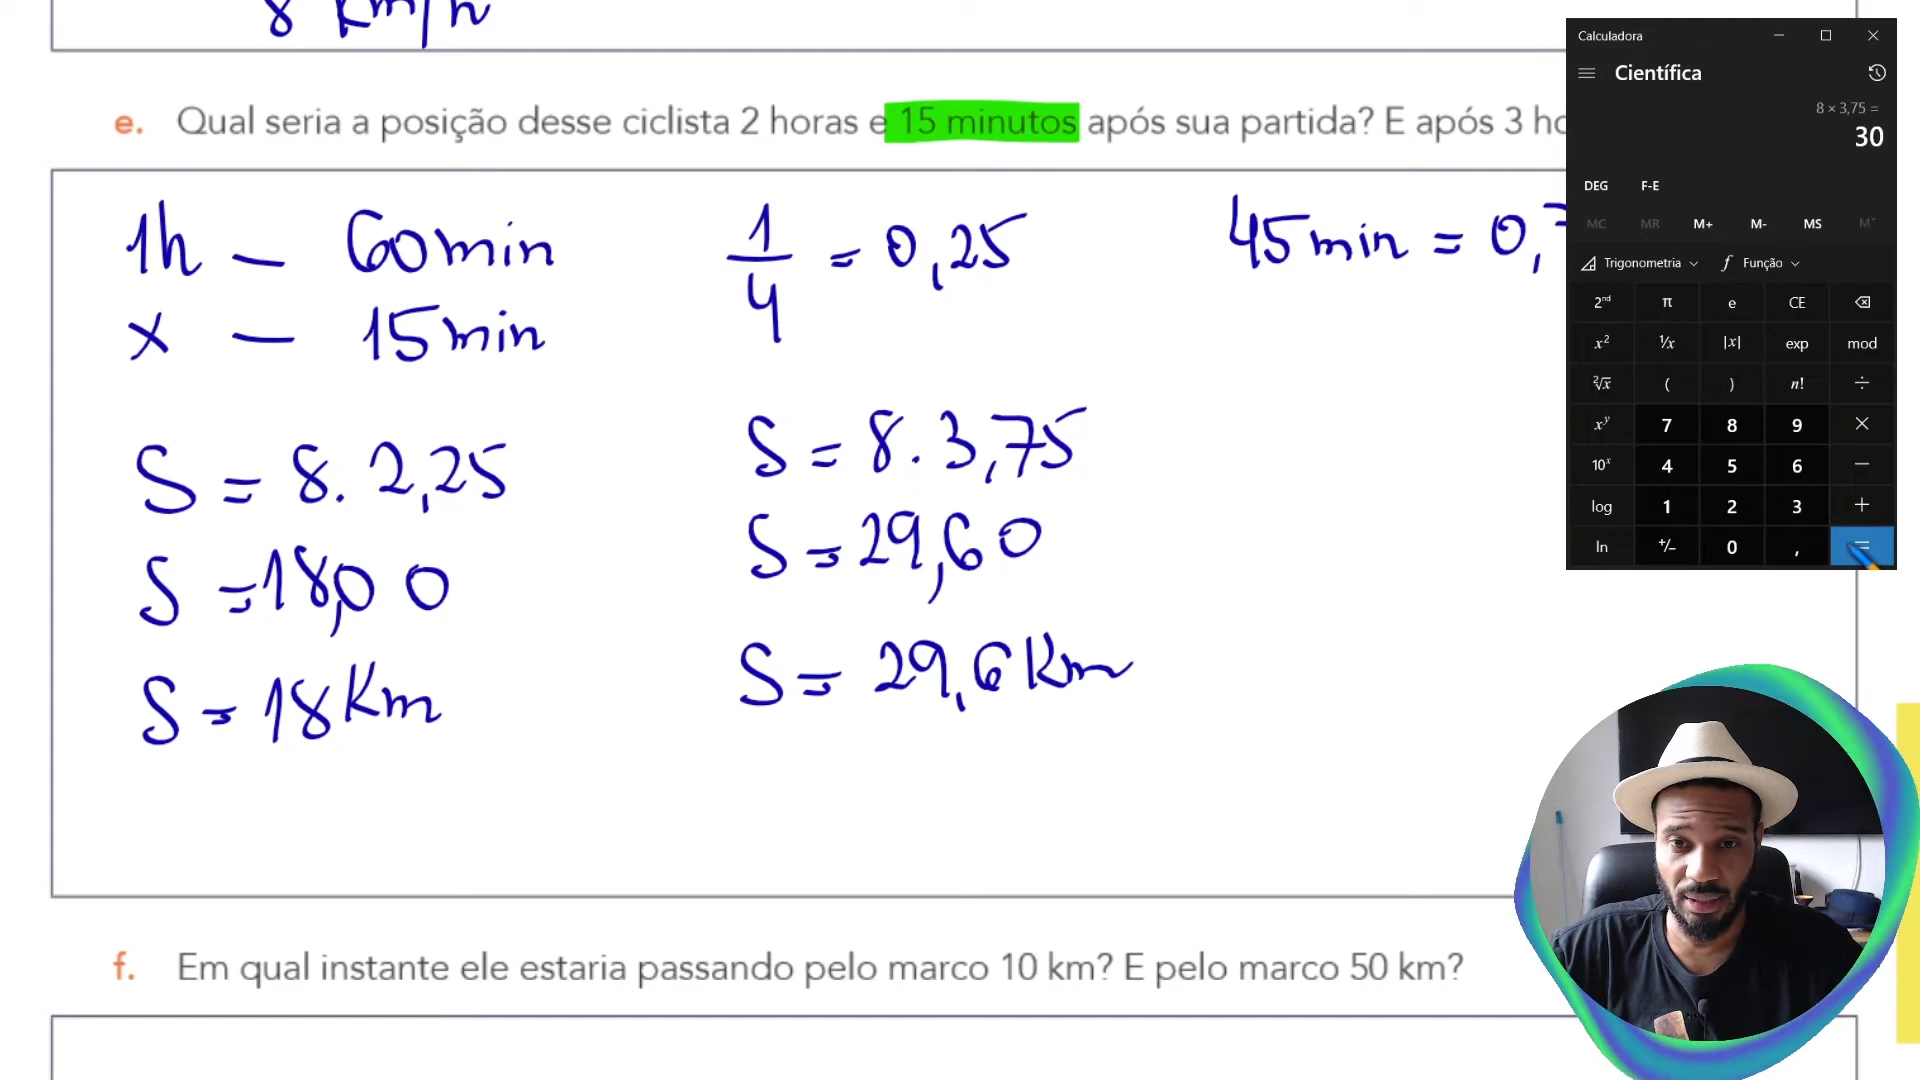 8 Km/h
e. Qual seria a posição desse ciclista 2 horas e 15 minutos após sua partida? E após 3 ho
1h — 60min
x — 15min
1/4 = 0,25
45min = 0,7
S = 8. 2,25
S = 18,00
S = 18Km
S = 8. 3,75
S = 29,60
S = 29,6Km
f. Em qual instante ele estaria passando pelo marco 10 km? E pelo marco 50 km?
Calculadora
Científica
8 × 3,75 =
30
DEG F-E
MC MR M+ M- MS M˅
Trigonometria Função
2nd π e CE
x² ¹/x |x| exp mod
²√x ( ) n! ÷
xʸ 7 8 9 ×
10ˣ 4 5 6 −
log 1 2 3 +
ln +/− 0 , =